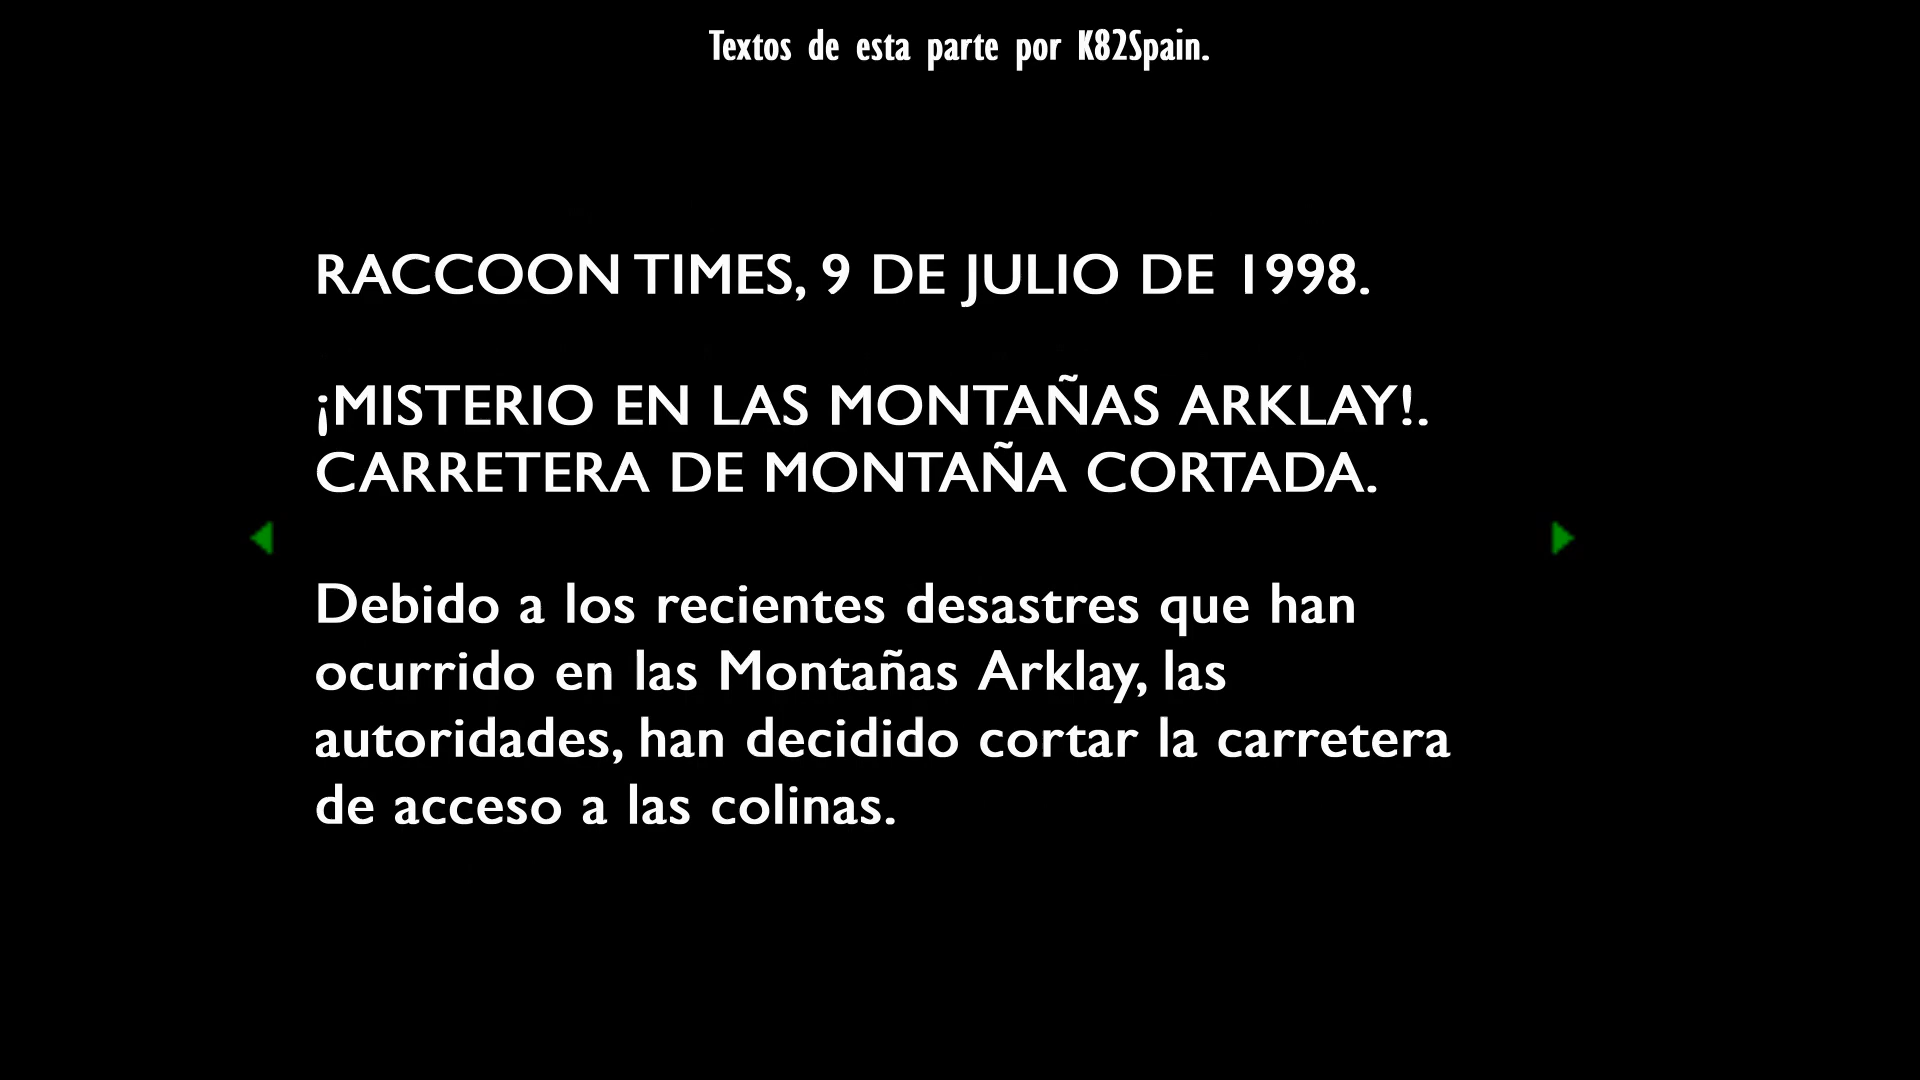 Textos de esta parte por K82Spain.
RACCOON TIMES, 9 DE JULIO DE 1998.
¡MISTERIO EN LAS MONTAÑAS ARKLAY!.
CARRETERA DE MONTAÑA CORTADA.
Debido a los recientes desastres que han
ocurrido en las Montañas Arklay, las
autoridades, han decidido cortar la carretera
de acceso a las colinas.